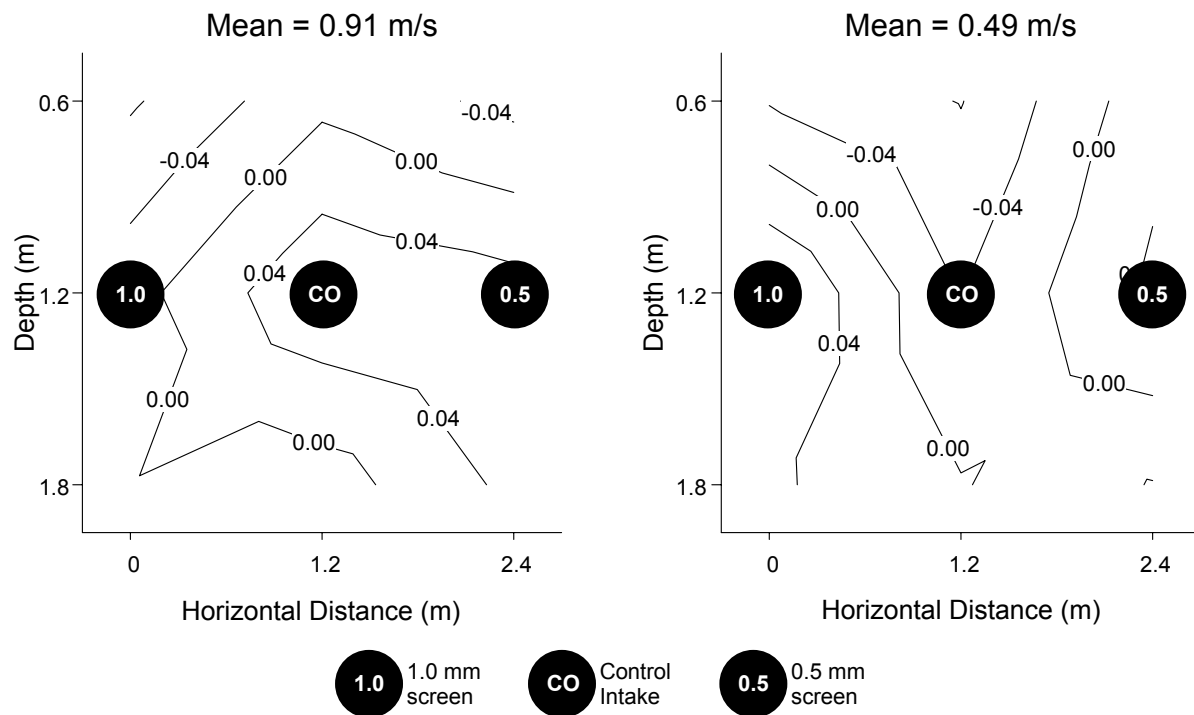 Mean = 0.91 m/s
0.6
1.2
1.8
Depth (m)
-0.04
-0.04
0.00
0.00
0.04
0.04
0.00
0.00
0.04
1.0
CO
0.5
0
1.2
2.4
Horizontal Distance (m)
Mean = 0.49 m/s
0.6
1.2
1.8
Depth (m)
-0.04
0.00
0.00
-0.04
0.04
0.00
0.00
1.0
CO
0.5
0
1.2
2.4
Horizontal Distance (m)
1.0
1.0 mm
screen
CO
Control
Intake
0.5
0.5 mm
screen